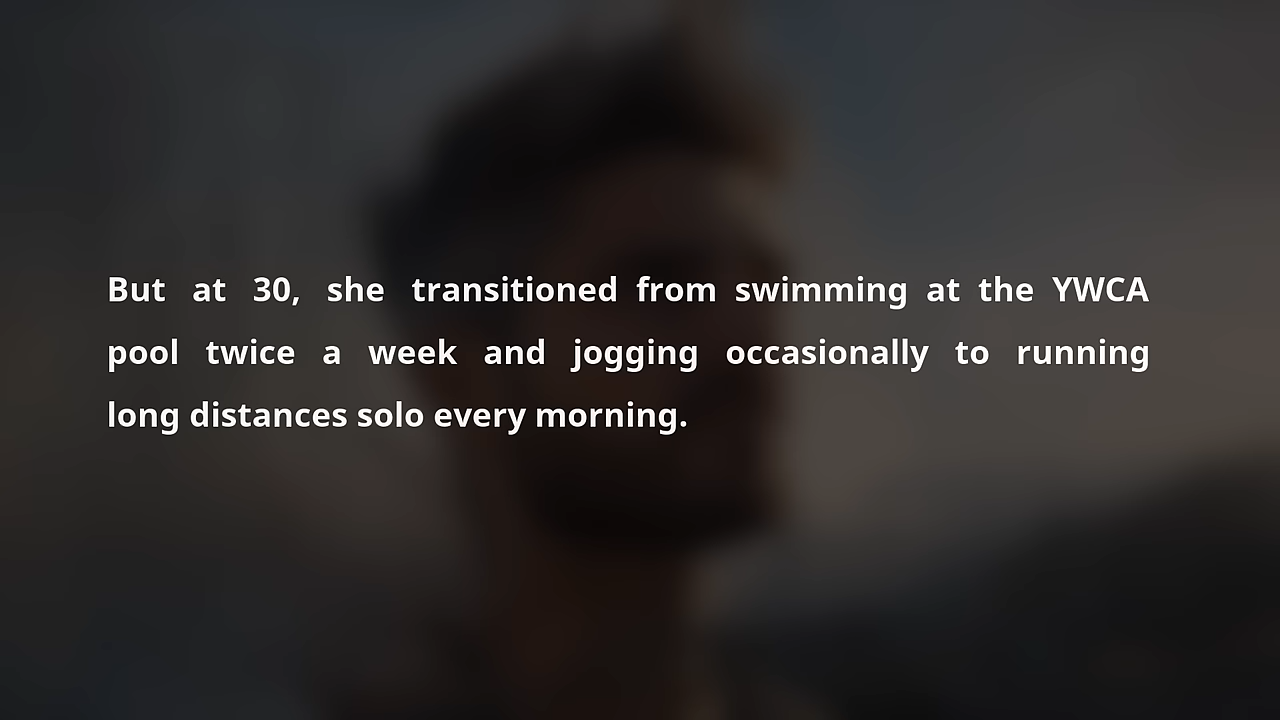 But at 30, she transitioned from swimming at the YWCA
pool twice a week and jogging occasionally to running
long distances solo every morning.